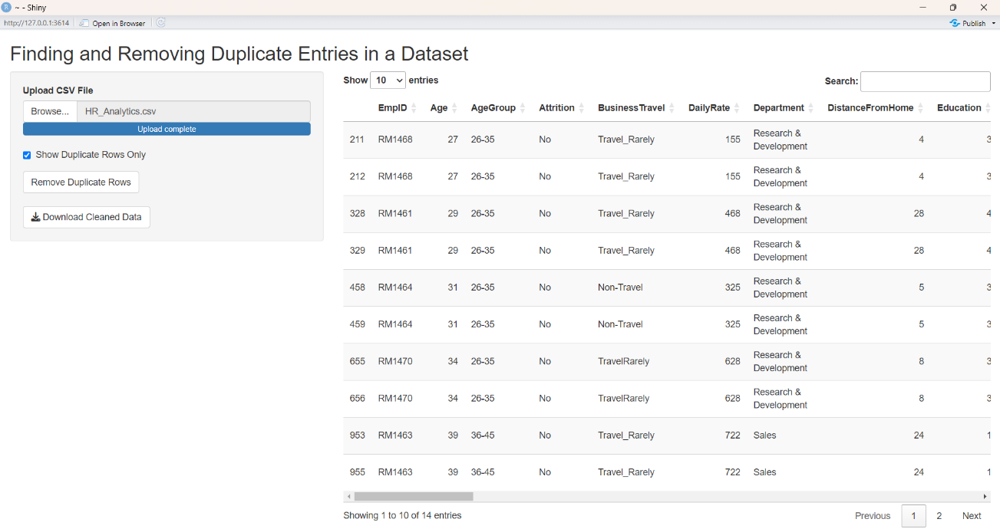 ~ - Shiny
http://127.0.0.1:3614 Open in Browser Publish
Finding and Removing Duplicate Entries in a Dataset
Upload CSV File
Browse... HR_Analytics.csv
Upload complete
Show Duplicate Rows Only
Remove Duplicate Rows
Download Cleaned Data
Show 10 entries
Search:
EmpID Age AgeGroup Attrition BusinessTravel DailyRate Department DistanceFromHome Education
211 RM1468 27 26-35 No Travel_Rarely 155 Research & Development 4 3
212 RM1468 27 26-35 No Travel_Rarely 155 Research & Development 4 3
328 RM1461 29 26-35 No Travel_Rarely 468 Research & Development 28 4
329 RM1461 29 26-35 No Travel_Rarely 468 Research & Development 28 4
458 RM1464 31 26-35 No Non-Travel 325 Research & Development 5 3
459 RM1464 31 26-35 No Non-Travel 325 Research & Development 5 3
655 RM1470 34 26-35 No TravelRarely 628 Research & Development 8 3
656 RM1470 34 26-35 No TravelRarely 628 Research & Development 8 3
953 RM1463 39 36-45 No Travel_Rarely 722 Sales 24 1
955 RM1463 39 36-45 No Travel_Rarely 722 Sales 24 1
Showing 1 to 10 of 14 entries
Previous 1 2 Next